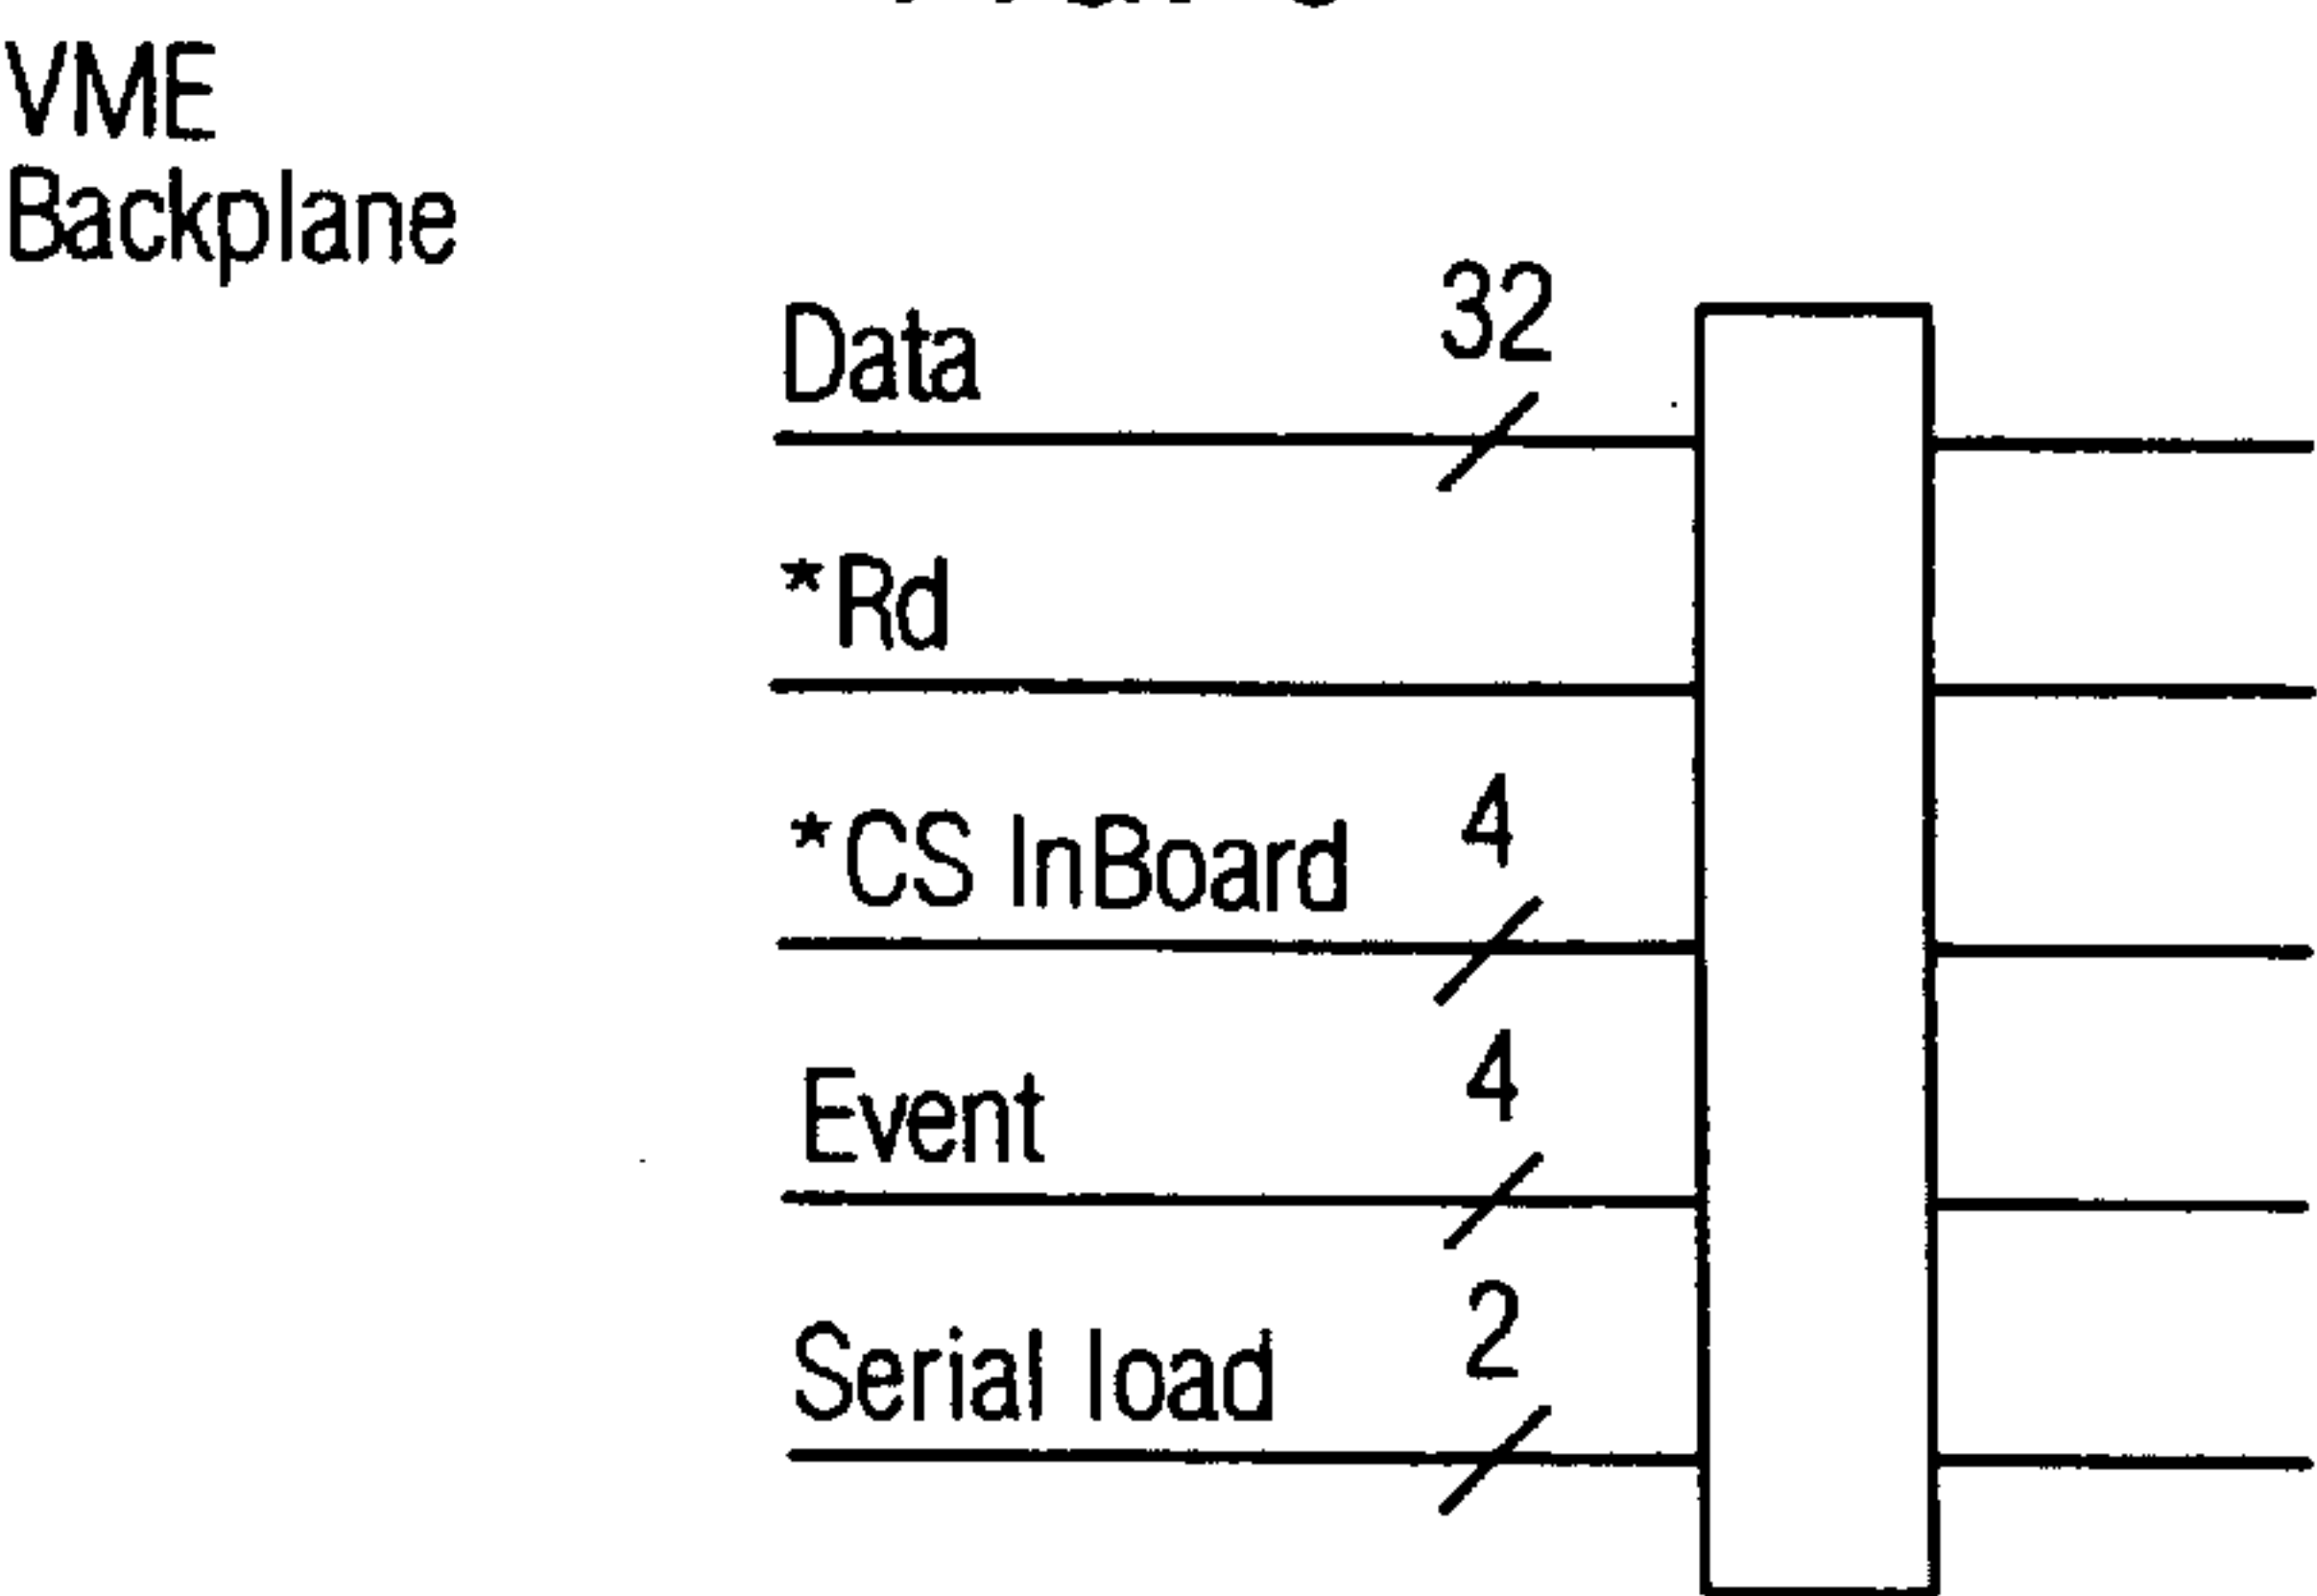 VME
Backplane
32
Data
*Rd
*CS InBoard 4
Event 4
Serial load 2